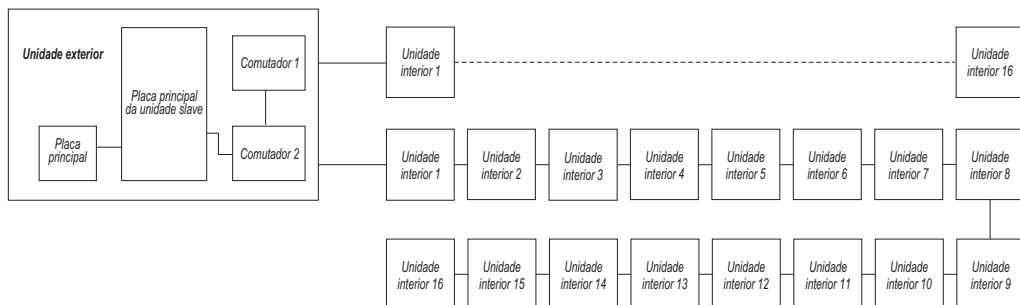 Unidade exterior
Placa principal
da unidade slave
Comutador 1
Placa
principal
Comutador 2
Unidade
interior 1
Unidade
interior 16
Unidade
interior 1
Unidade
interior 2
Unidade
interior 3
Unidade
interior 4
Unidade
interior 5
Unidade
interior 6
Unidade
interior 7
Unidade
interior 8
Unidade
interior 16
Unidade
interior 15
Unidade
interior 14
Unidade
interior 13
Unidade
interior 12
Unidade
interior 11
Unidade
interior 10
Unidade
interior 9